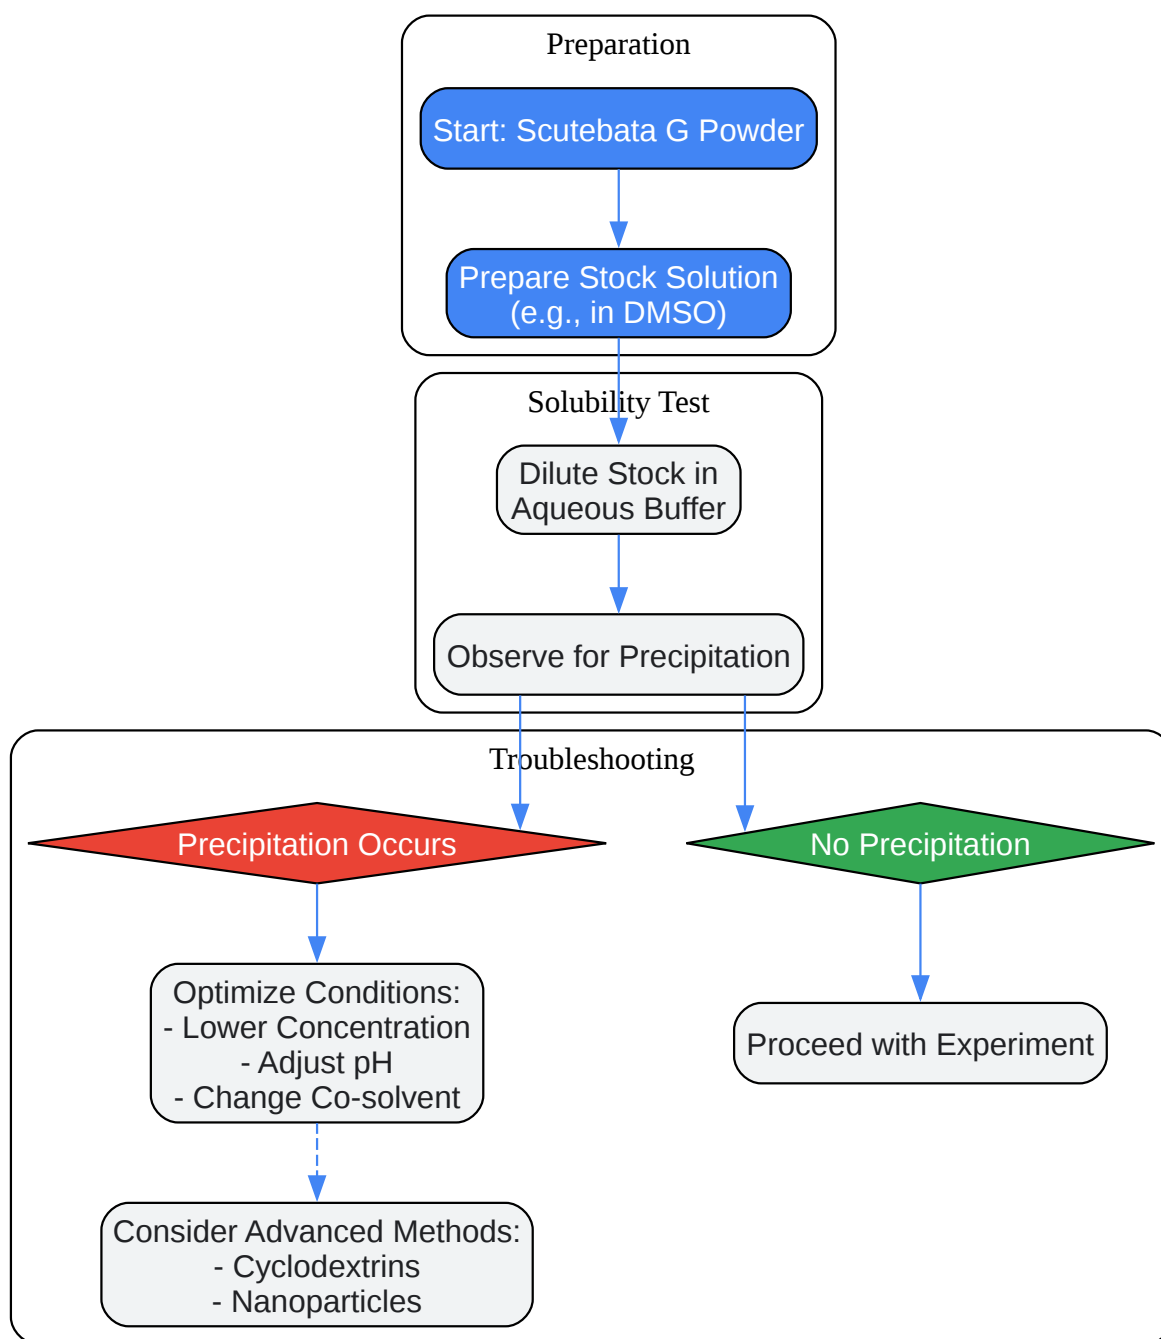 Preparation
Start: Scutebata G Powder
Prepare Stock Solution
(e.g., in DMSO)
Solubility Test
Dilute Stock in
Aqueous Buffer
Observe for Precipitation
Troubleshooting
Precipitation Occurs
No Precipitation
Optimize Conditions:
- Lower Concentration
- Adjust pH
- Change Co-solvent
Proceed with Experiment
Consider Advanced Methods:
- Cyclodextrins
- Nanoparticles